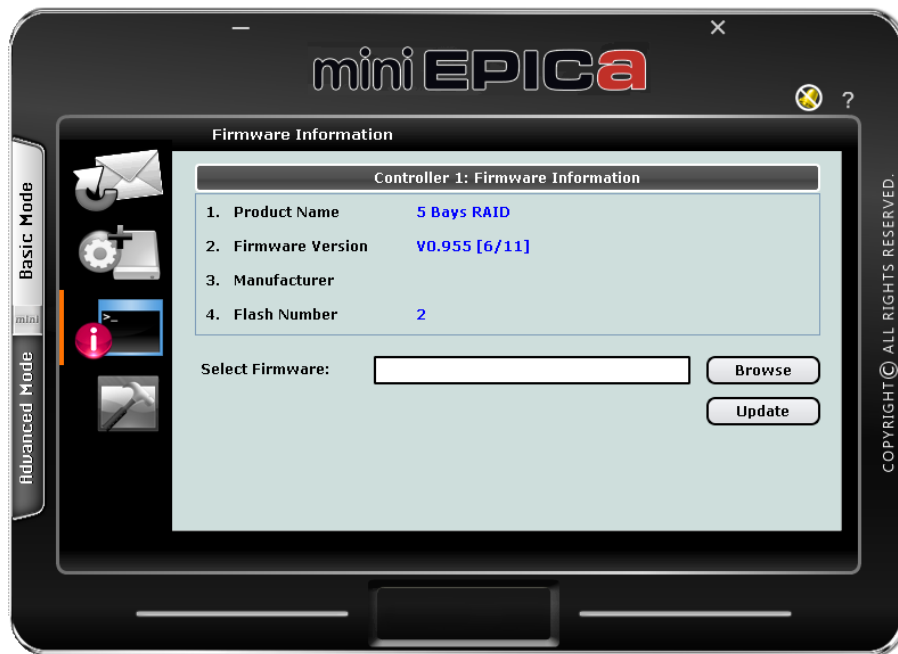 mini EPICa
?
Firmware Information
Controller 1: Firmware Information
1. Product Name 5 Bays RAID
2. Firmware Version V0.955 [6/11]
3. Manufacturer
4. Flash Number 2
Select Firmware: Browse
Update
Basic Mode
mini
Advanced Mode
>_
i
COPYRIGHT© ALL RIGHTS RESERVED.